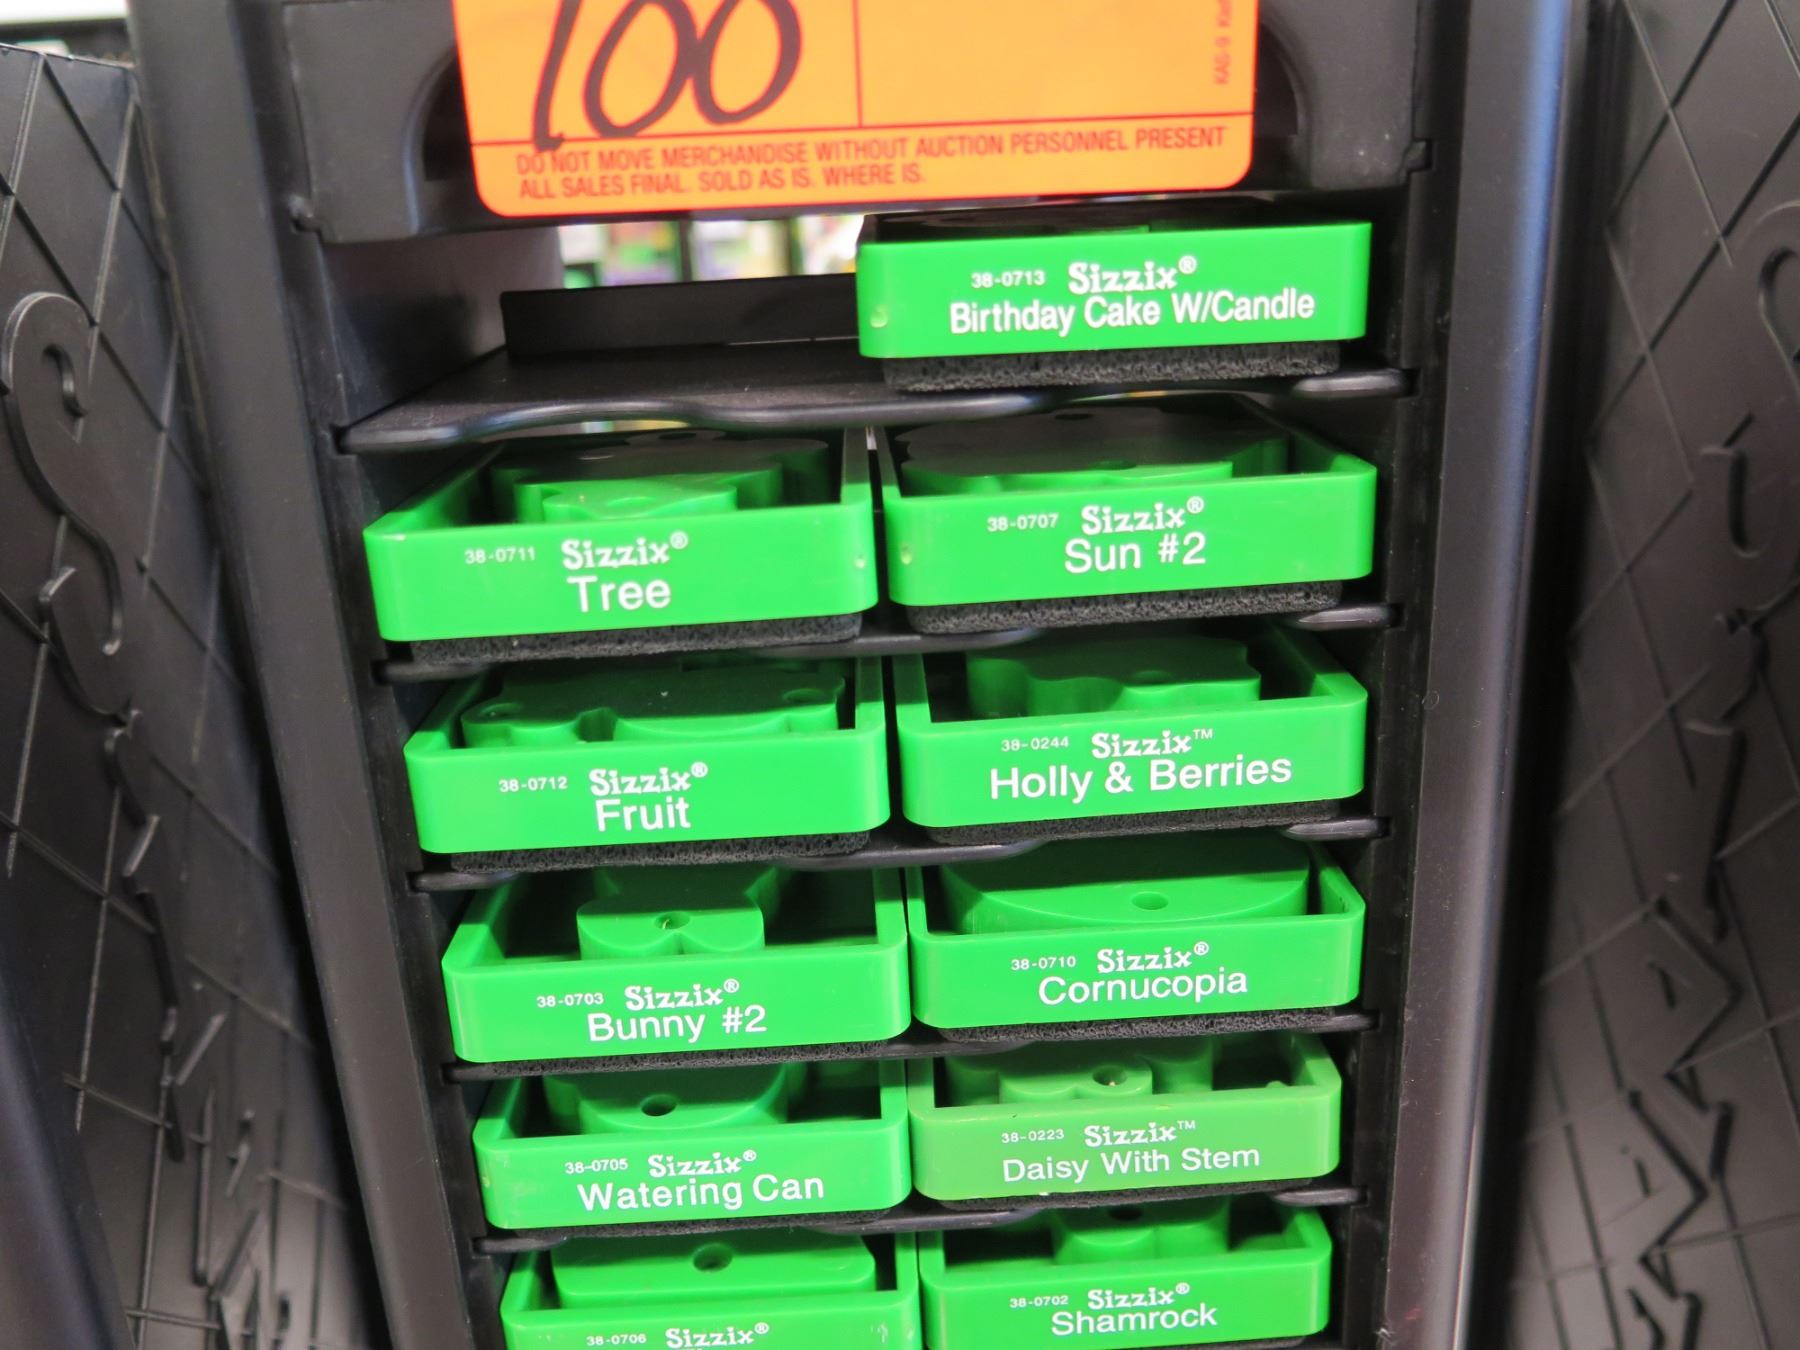 100
KAG-9
DO NOT MOVE MERCHANDISE WITHOUT AUCTION PERSONNEL PRESENT
ALL SALES FINAL. SOLD AS IS. WHERE IS.
38-0713 Sizzix®
Birthday Cake W/Candle
38-0711 Sizzix®
Tree
38-0707 Sizzix®
Sun #2
38-0712 Sizzix®
Fruit
38-0244 Sizzix™
Holly & Berries
38-0703 Sizzix®
Bunny #2
38-0710 Sizzix®
Cornucopia
38-0705 Sizzix®
Watering Can
38-0223 Sizzix™
Daisy With Stem
38-0706 Sizzix®
38-0702 Sizzix®
Shamrock